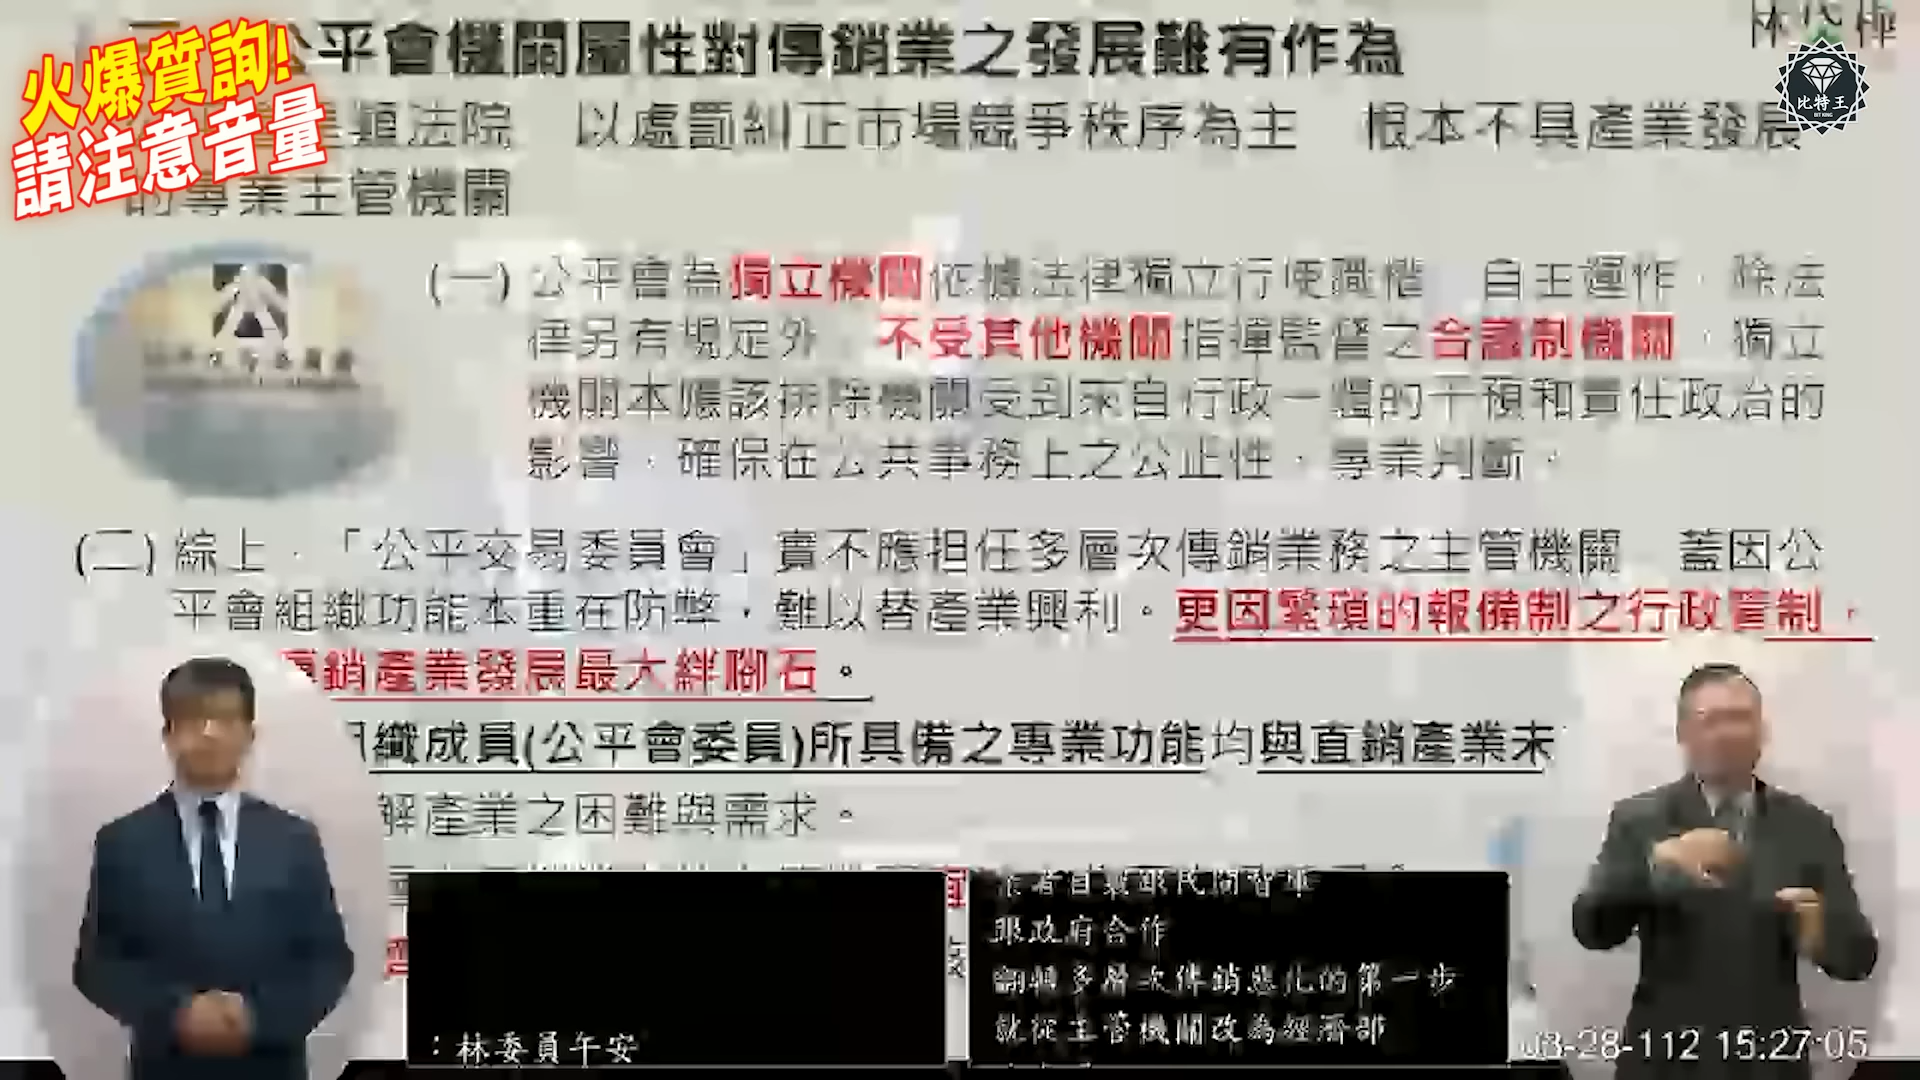 火爆質詢!
請注意音量
公平會機關屬性對傳銷業之發展難有作為
林岱樺
比特王
BIT KING
類法院 以處罰糾正市場競爭秩序為主 根本不具產業發展
的專業主管機關
(一) 公平會為獨立機關依據法律獨立行使職權 自主運作,除法
律另有規定外,不受其他機關指揮監督之合議制機關,獨立
機關本應該排除機關受到來自行政一體的干預和責任政治的
影響,確保在公共事務上之公正性、專業判斷。
(二) 綜上,「公平交易委員會」實不應担任多層次傳銷業務之主管機關 蓋因公
平會組織功能本重在防弊,難以替產業興利。更因繁瑣的報備制之行政管制,
傳銷產業發展最大絆腳石。
織成員(公平會委員)所具備之專業功能均與直銷產業未
解產業之困難與需求。
:林委員午安
跟政府合作
翻轉多層次傳銷惡化的第一步
就從主管機關改為經濟部
03-28-112 15:27:05